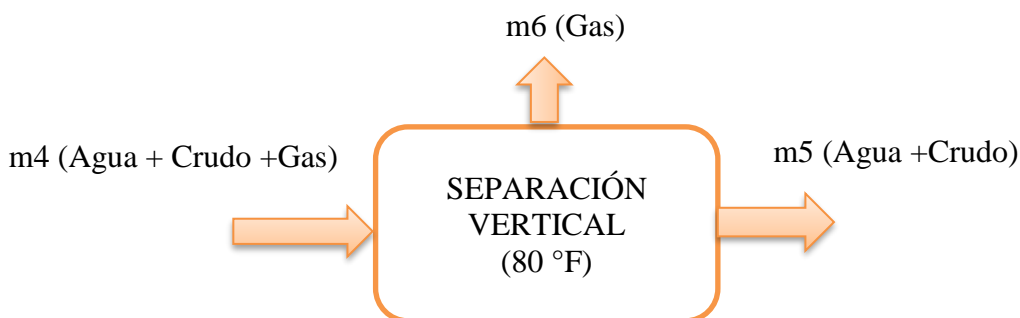 m6 (Gas)
m4 (Agua + Crudo +Gas)
m5 (Agua +Crudo)
SEPARACIÓN
VERTICAL
(80 °F)